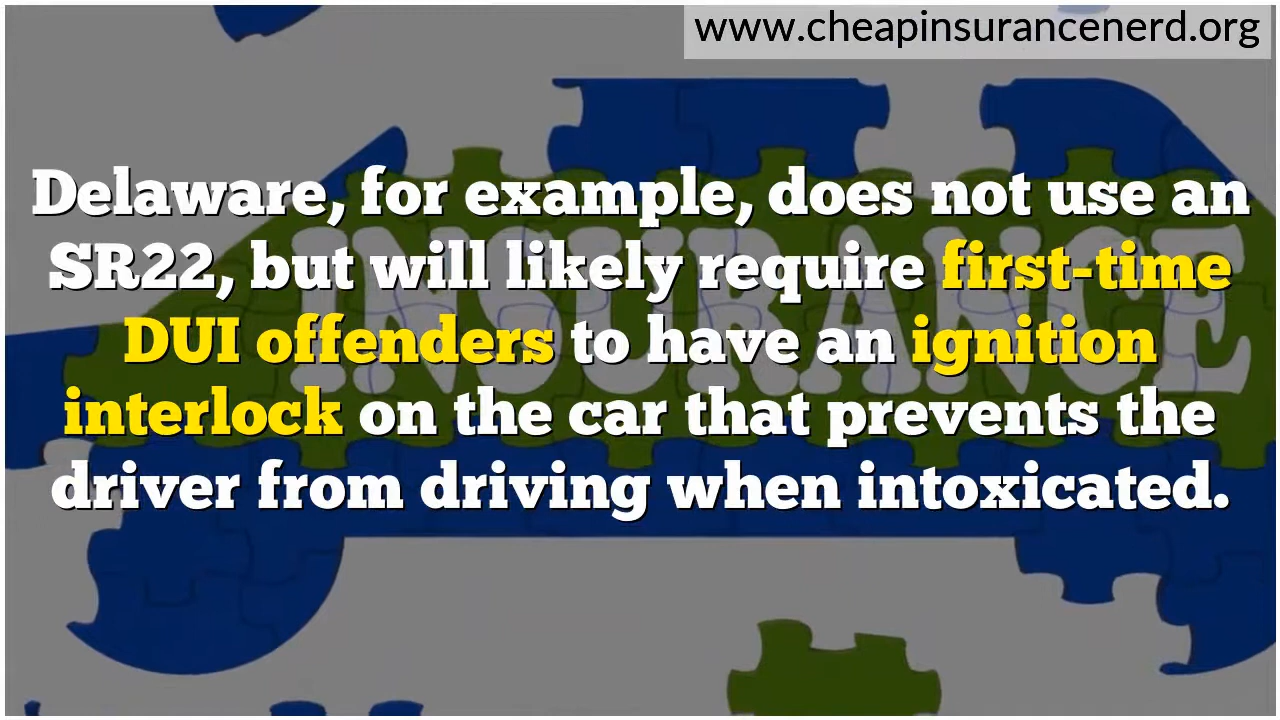 www.cheapinsurancenerd.org
Delaware, for example, does not use an
SR22, but will likely require first-time
DUI offenders to have an ignition
interlock on the car that prevents the
driver from driving when intoxicated.
INSURANCE